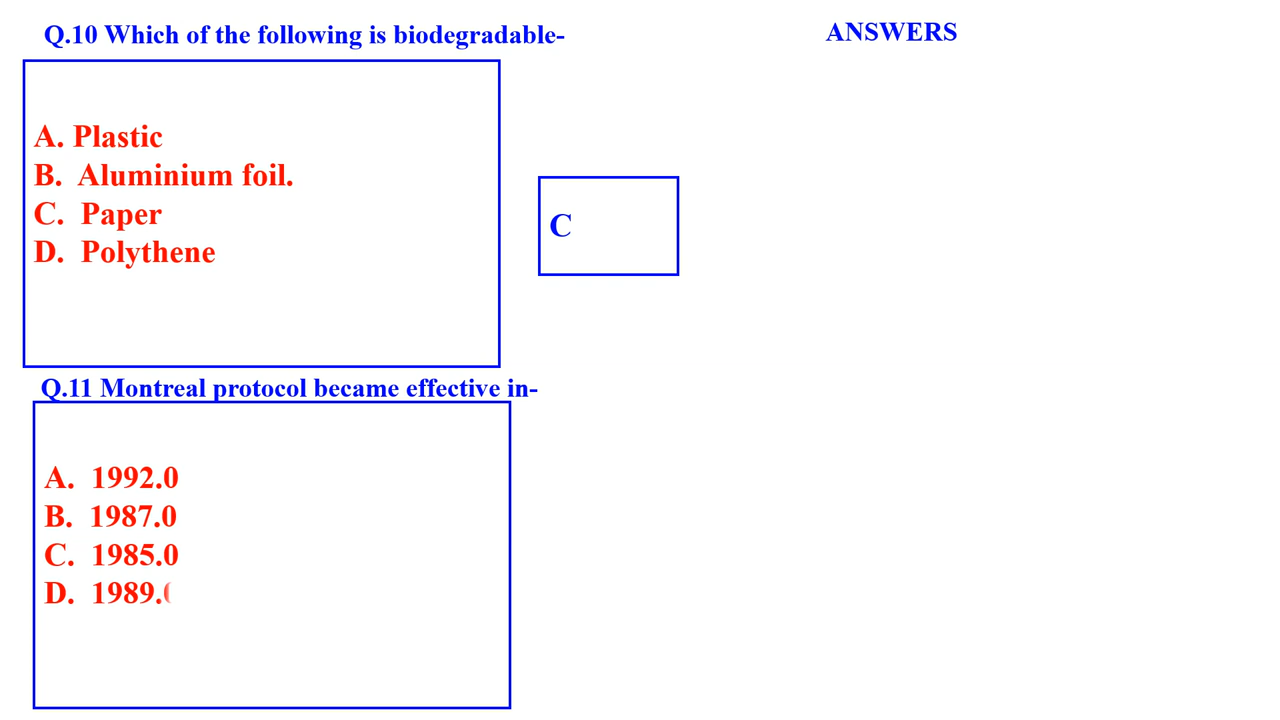 Q.10 Which of the following is biodegradable-
ANSWERS
A. Plastic
B. Aluminium foil.
C. Paper
D. Polythene
C
Q.11 Montreal protocol became effective in-
A. 1992.0
B. 1987.0
C. 1985.0
D. 1989.